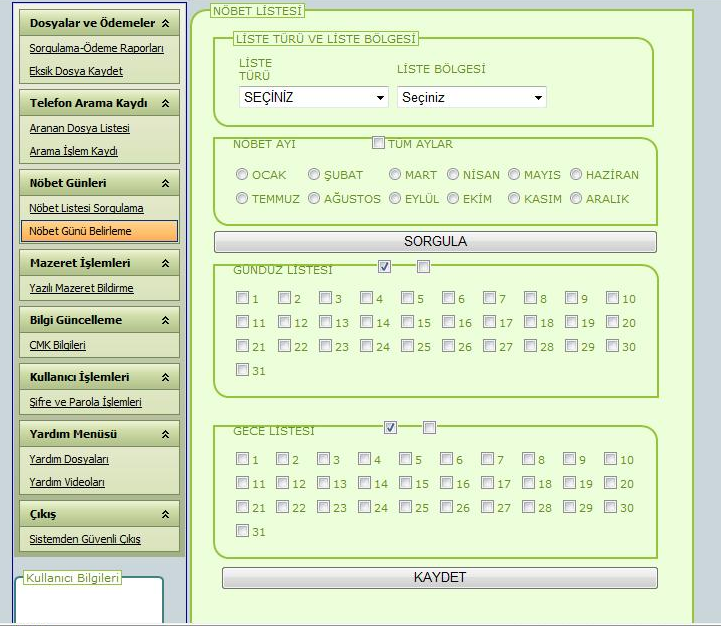 Dosyalar ve Ödemeler
Sorgulama-Ödeme Raporları
Eksik Dosya Kaydet
Telefon Arama Kaydı
Aranan Dosya Listesi
Arama İşlem Kaydı
Nöbet Günleri
Nöbet Listesi Sorgulama
Nöbet Günü Belirleme
Mazeret İşlemleri
Yazılı Mazeret Bildirme
Bilgi Güncelleme
CMK Bilgileri
Kullanıcı İşlemleri
Şifre ve Parola İşlemleri
Yardım Menüsü
Yardım Dosyaları
Yardım Videoları
Çıkış
Sistemden Güvenli Çıkış
Kullanıcı Bilgileri
NÖBET LİSTESİ
LİSTE TÜRÜ VE LİSTE BÖLGESİ
LİSTE
TÜRÜ
LİSTE BÖLGESİ
SEÇİNİZ Seçiniz
NÖBET AYI TÜM AYLAR
OCAK ŞUBAT MART NİSAN MAYIS HAZİRAN
TEMMUZ AĞUSTOS EYLÜL EKİM KASIM ARALIK
SORGULA
GÜNDÜZ LİSTESİ
1 2 3 4 5 6 7 8 9 10
11 12 13 14 15 16 17 18 19 20
21 22 23 24 25 26 27 28 29 30
31
GECE LİSTESİ
1 2 3 4 5 6 7 8 9 10
11 12 13 14 15 16 17 18 19 20
21 22 23 24 25 26 27 28 29 30
31
KAYDET